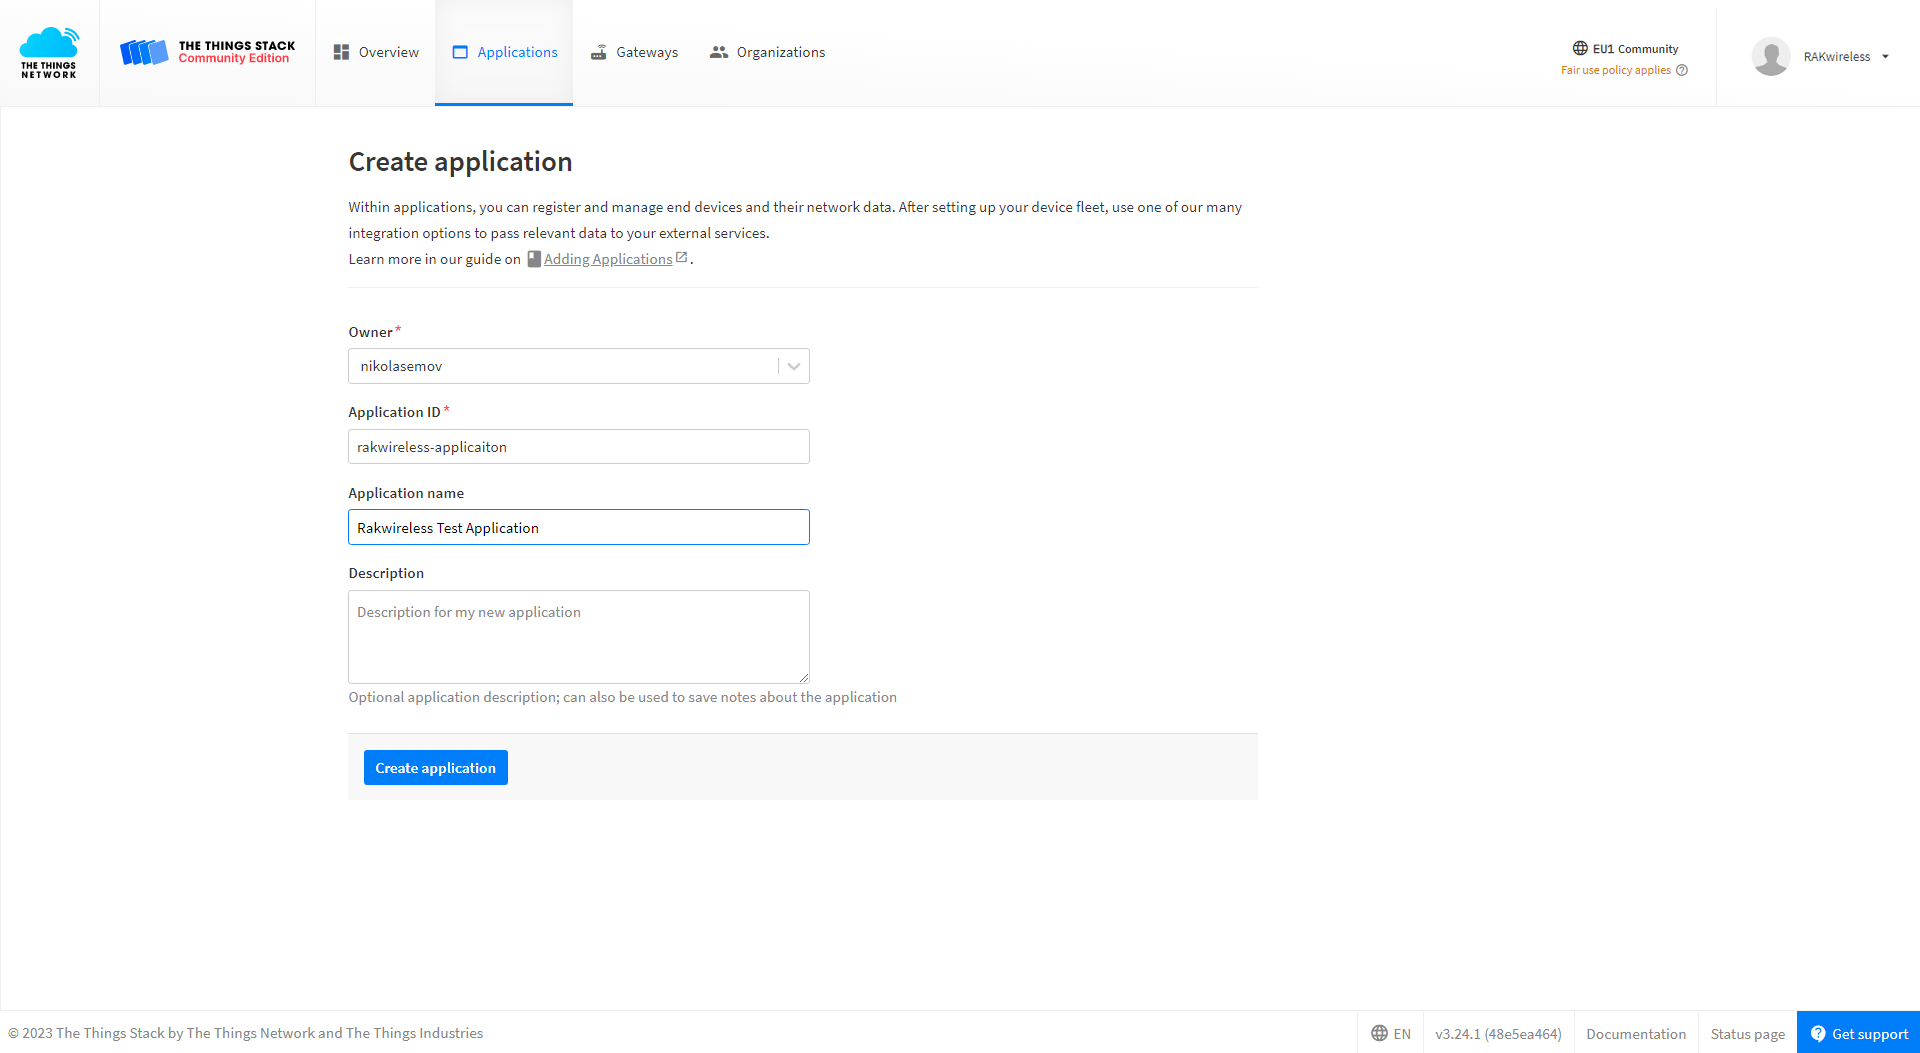 THE THINGS
NETWORK
THE THINGS STACK
Community Edition
Overview
Applications
Gateways
Organizations
EU1 Community
Fair use policy applies
RAKwireless
Create application
Within applications, you can register and manage end devices and their network data. After setting up your device fleet, use one of our many
integration options to pass relevant data to your external services.
Learn more in our guide on Adding Applications .
Owner*
nikolasemov
Application ID*
rakwireless-applicaiton
Application name
Rakwireless Test Application
Description
Description for my new application
Optional application description; can also be used to save notes about the application
Create application
© 2023 The Things Stack by The Things Network and The Things Industries
EN
v3.24.1 (48e5ea464)
Documentation
Status page
Get support